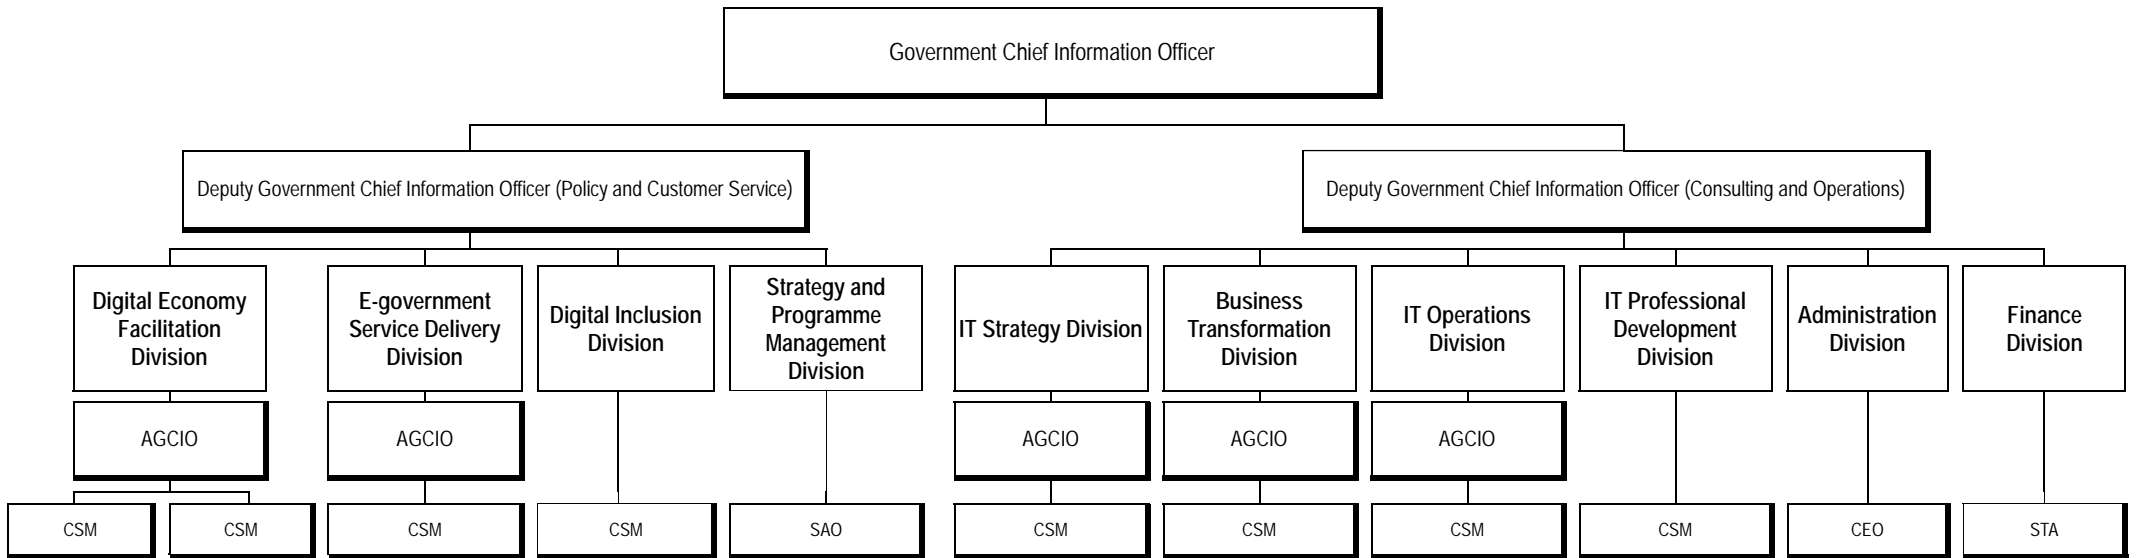 Government Chief Information Officer
Deputy Government Chief Information Officer (Policy and Customer Service)
Deputy Government Chief Information Officer (Consulting and Operations)
Digital Economy
Facilitation
Division
E-government
Service Delivery
Division
Digital Inclusion
Division
Strategy and
Programme
Management
Division
IT Strategy Division
Business
Transformation
Division
IT Operations
Division
IT Professional
Development
Division
Administration
Division
Finance
Division
AGCIO
AGCIO
AGCIO
AGCIO
AGCIO
CSM
CSM
CSM
CSM
SAO
CSM
CSM
CSM
CSM
CEO
STA